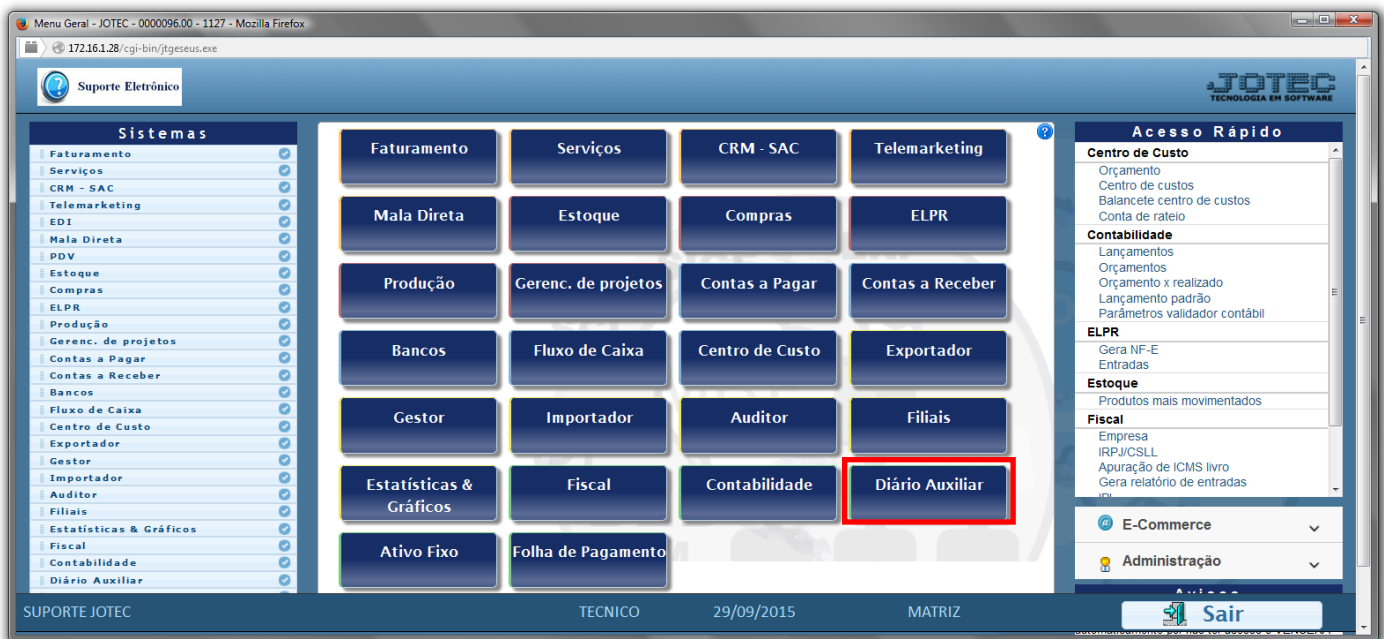 Menu Geral - JOTEC - 0000096.00 - 1127 - Mozilla Firefox
172.16.1.28/cgi-bin/jtgeseus.exe
Suporte Eletrônico
JOTEC
TECNOLOGIA EM SOFTWARE
Sistemas
Faturamento
Serviços
CRM - SAC
Telemarketing
EDI
Mala Direta
PDV
Estoque
Compras
ELPR
Produção
Gerenc. de projetos
Contas a Pagar
Contas a Receber
Bancos
Fluxo de Caixa
Centro de Custo
Exportador
Gestor
Importador
Auditor
Filiais
Estatísticas & Gráficos
Fiscal
Contabilidade
Diário Auxiliar
Faturamento
Serviços
CRM - SAC
Telemarketing
Mala Direta
Estoque
Compras
ELPR
Produção
Gerenc. de projetos
Contas a Pagar
Contas a Receber
Bancos
Fluxo de Caixa
Centro de Custo
Exportador
Gestor
Importador
Auditor
Filiais
Estatísticas &
Gráficos
Fiscal
Contabilidade
Diário Auxiliar
Ativo Fixo
Folha de Pagamento
Acesso Rápido
Centro de Custo
Orçamento
Centro de custos
Balancete centro de custos
Conta de rateio
Contabilidade
Lançamentos
Orçamentos
Orçamento x realizado
Lançamento padrão
Parâmetros validador contábil
ELPR
Gera NF-E
Entradas
Estoque
Produtos mais movimentados
Fiscal
Empresa
IRPJ/CSLL
Apuração de ICMS livro
Gera relatório de entradas
IPI
E-Commerce
Administração
SUPORTE JOTEC
TECNICO
29/09/2015
MATRIZ
Sair